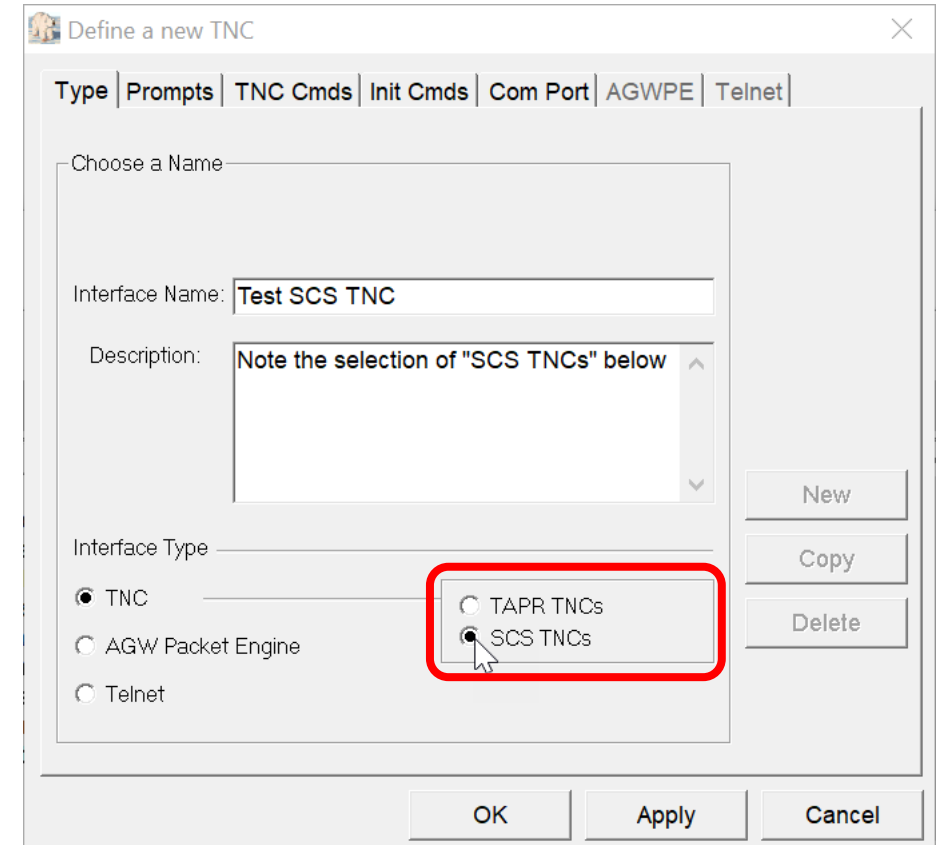 Define a new TNC
Type Prompts TNC Cmds Init Cmds Com Port AGWPE Telnet
Choose a Name
Interface Name: Test SCS TNC
Description: Note the selection of "SCS TNCs" below
New
Interface Type
Copy
TNC
TAPR TNCs
Delete
SCS TNCs
AGW Packet Engine
Telnet
OK Apply Cancel